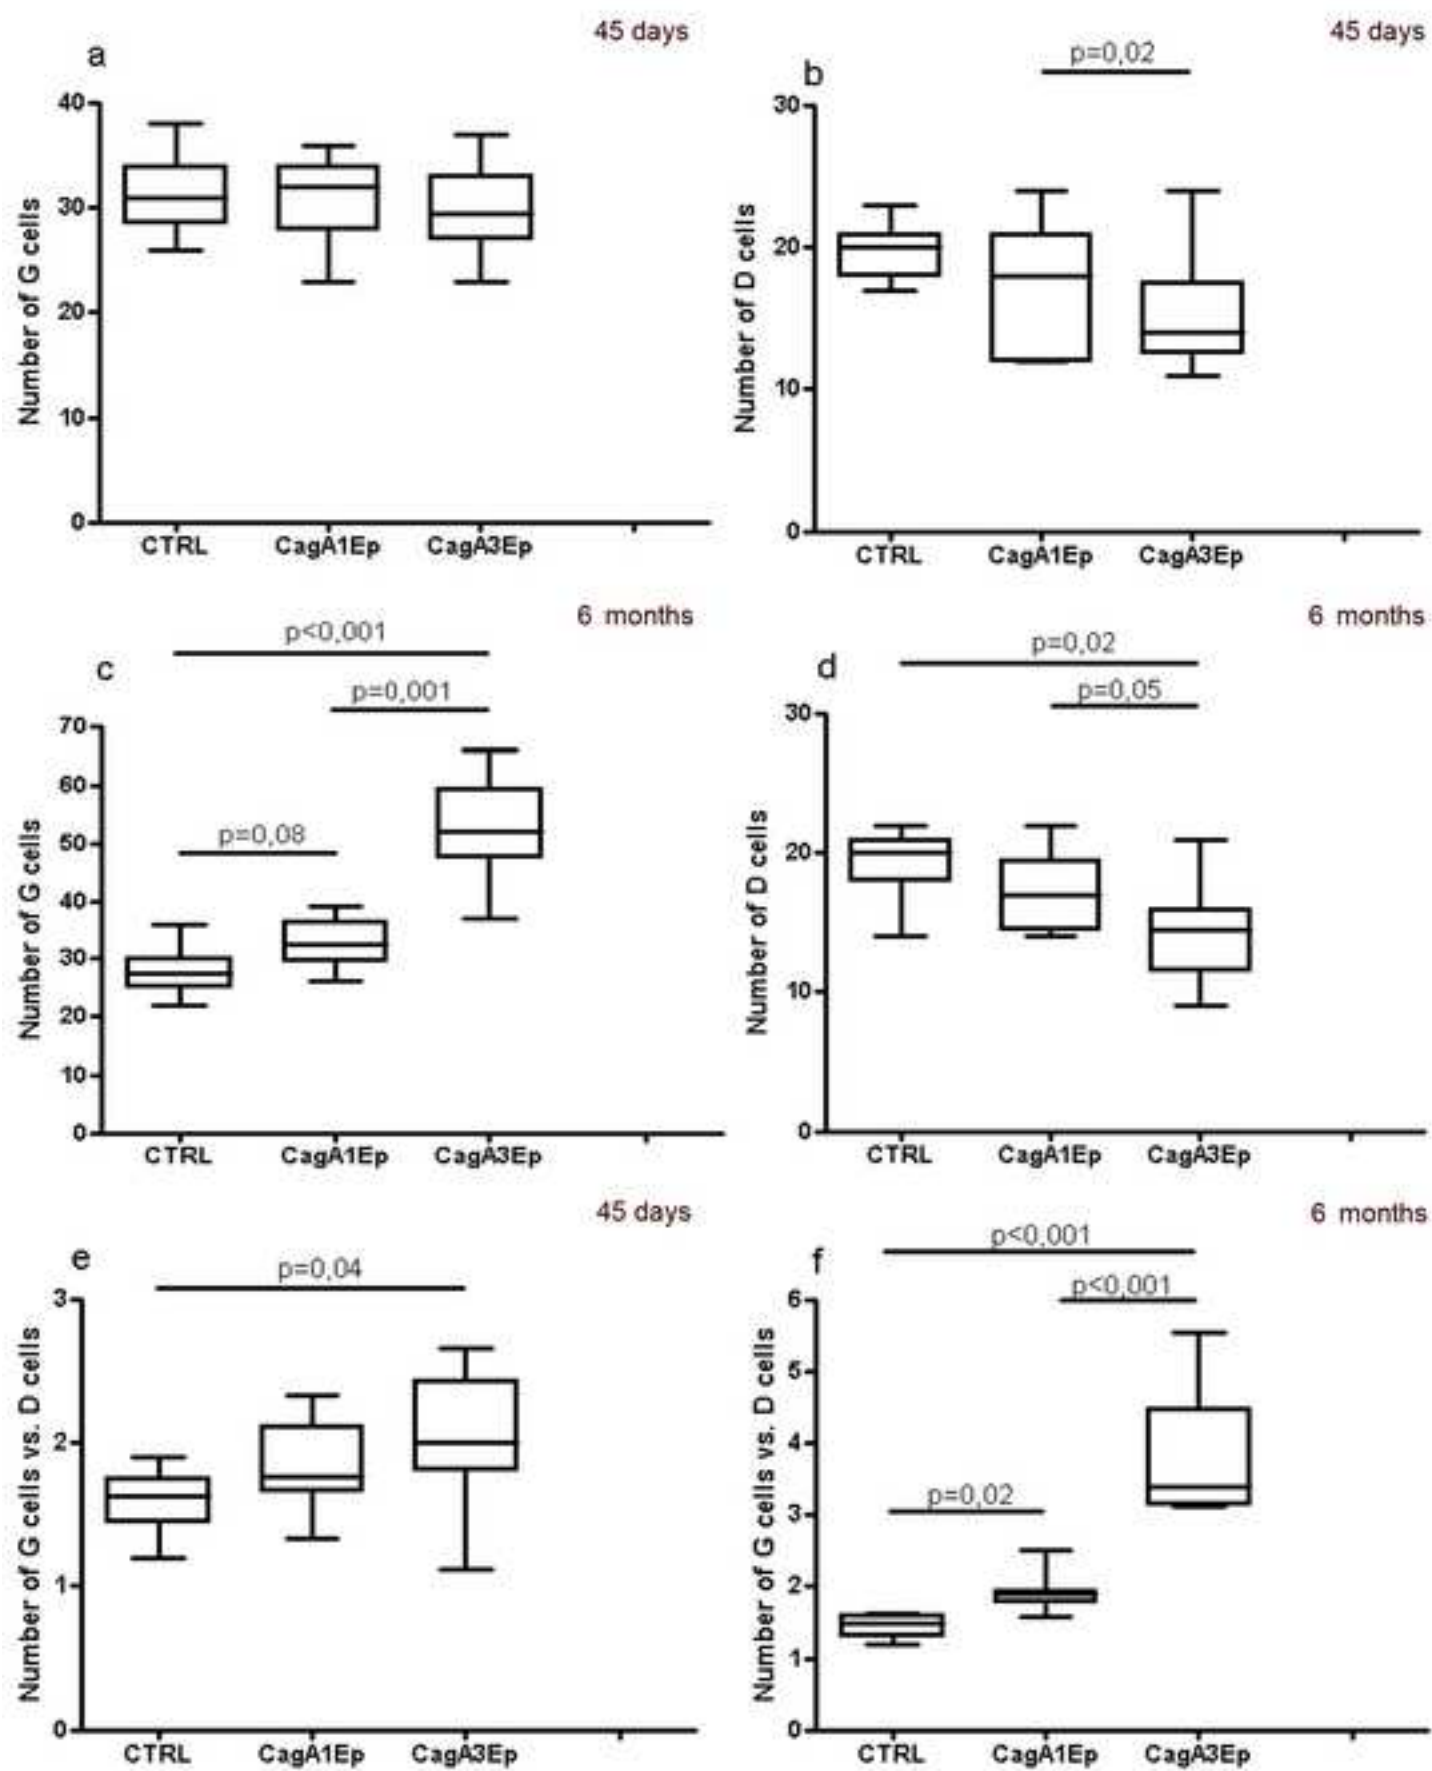 45 days
a
40
30
20
10
0
Number of G cells
CTRL CagA1Ep CagA3Ep
45 days
p=0,02
b
30
20
10
0
Number of D cells
CTRL CagA1Ep CagA3Ep
6 months
p<0,001
c
p=0,001
70
60
50
40
30
20
10
0
p=0,08
Number of G cells
CTRL CagA1Ep CagA3Ep
6 months
p=0,02
d
p=0,05
30
20
10
0
Number of D cells
CTRL CagA1Ep CagA3Ep
45 days
e
p=0,04
3
2
1
0
Number of G cells vs. D cells
CTRL CagA1Ep CagA3Ep
6 months
p<0,001
f
p<0,001
6
5
4
3
2
1
0
p=0,02
Number of G cells vs. D cells
CTRL CagA1Ep CagA3Ep